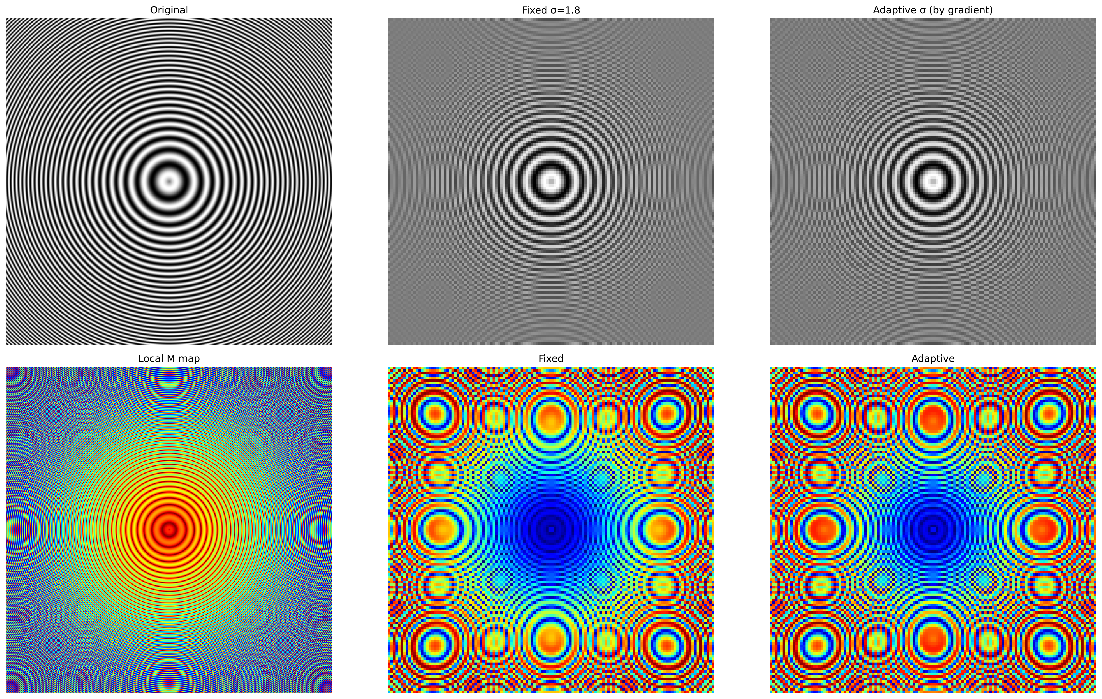 Original
Fixed σ=1.8
Adaptive σ (by gradient)
Local M map
Fixed
Adaptive